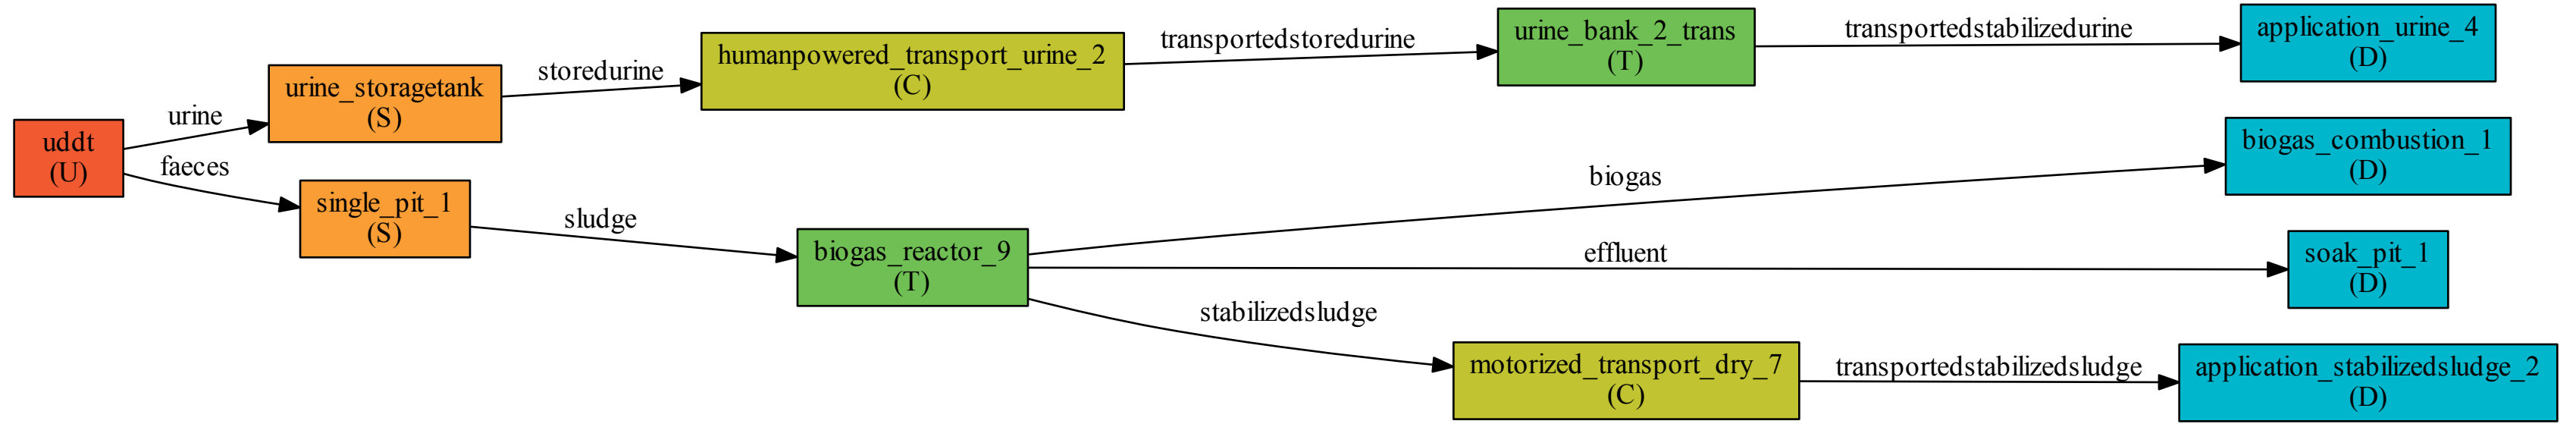 uddt
(U)
urine
faeces
urine_storagetank
(S)
single_pit_1
(S)
storedurine
sludge
humanpowered_transport_urine_2
(C)
biogas_reactor_9
(T)
transportedstoredurine
biogas
effluent
stabilizedsludge
urine_bank_2_trans
(T)
motorized_transport_dry_7
(C)
transportedstabilizedurine
transportedstabilizedsludge
application_urine_4
(D)
biogas_combustion_1
(D)
soak_pit_1
(D)
application_stabilizedsludge_2
(D)